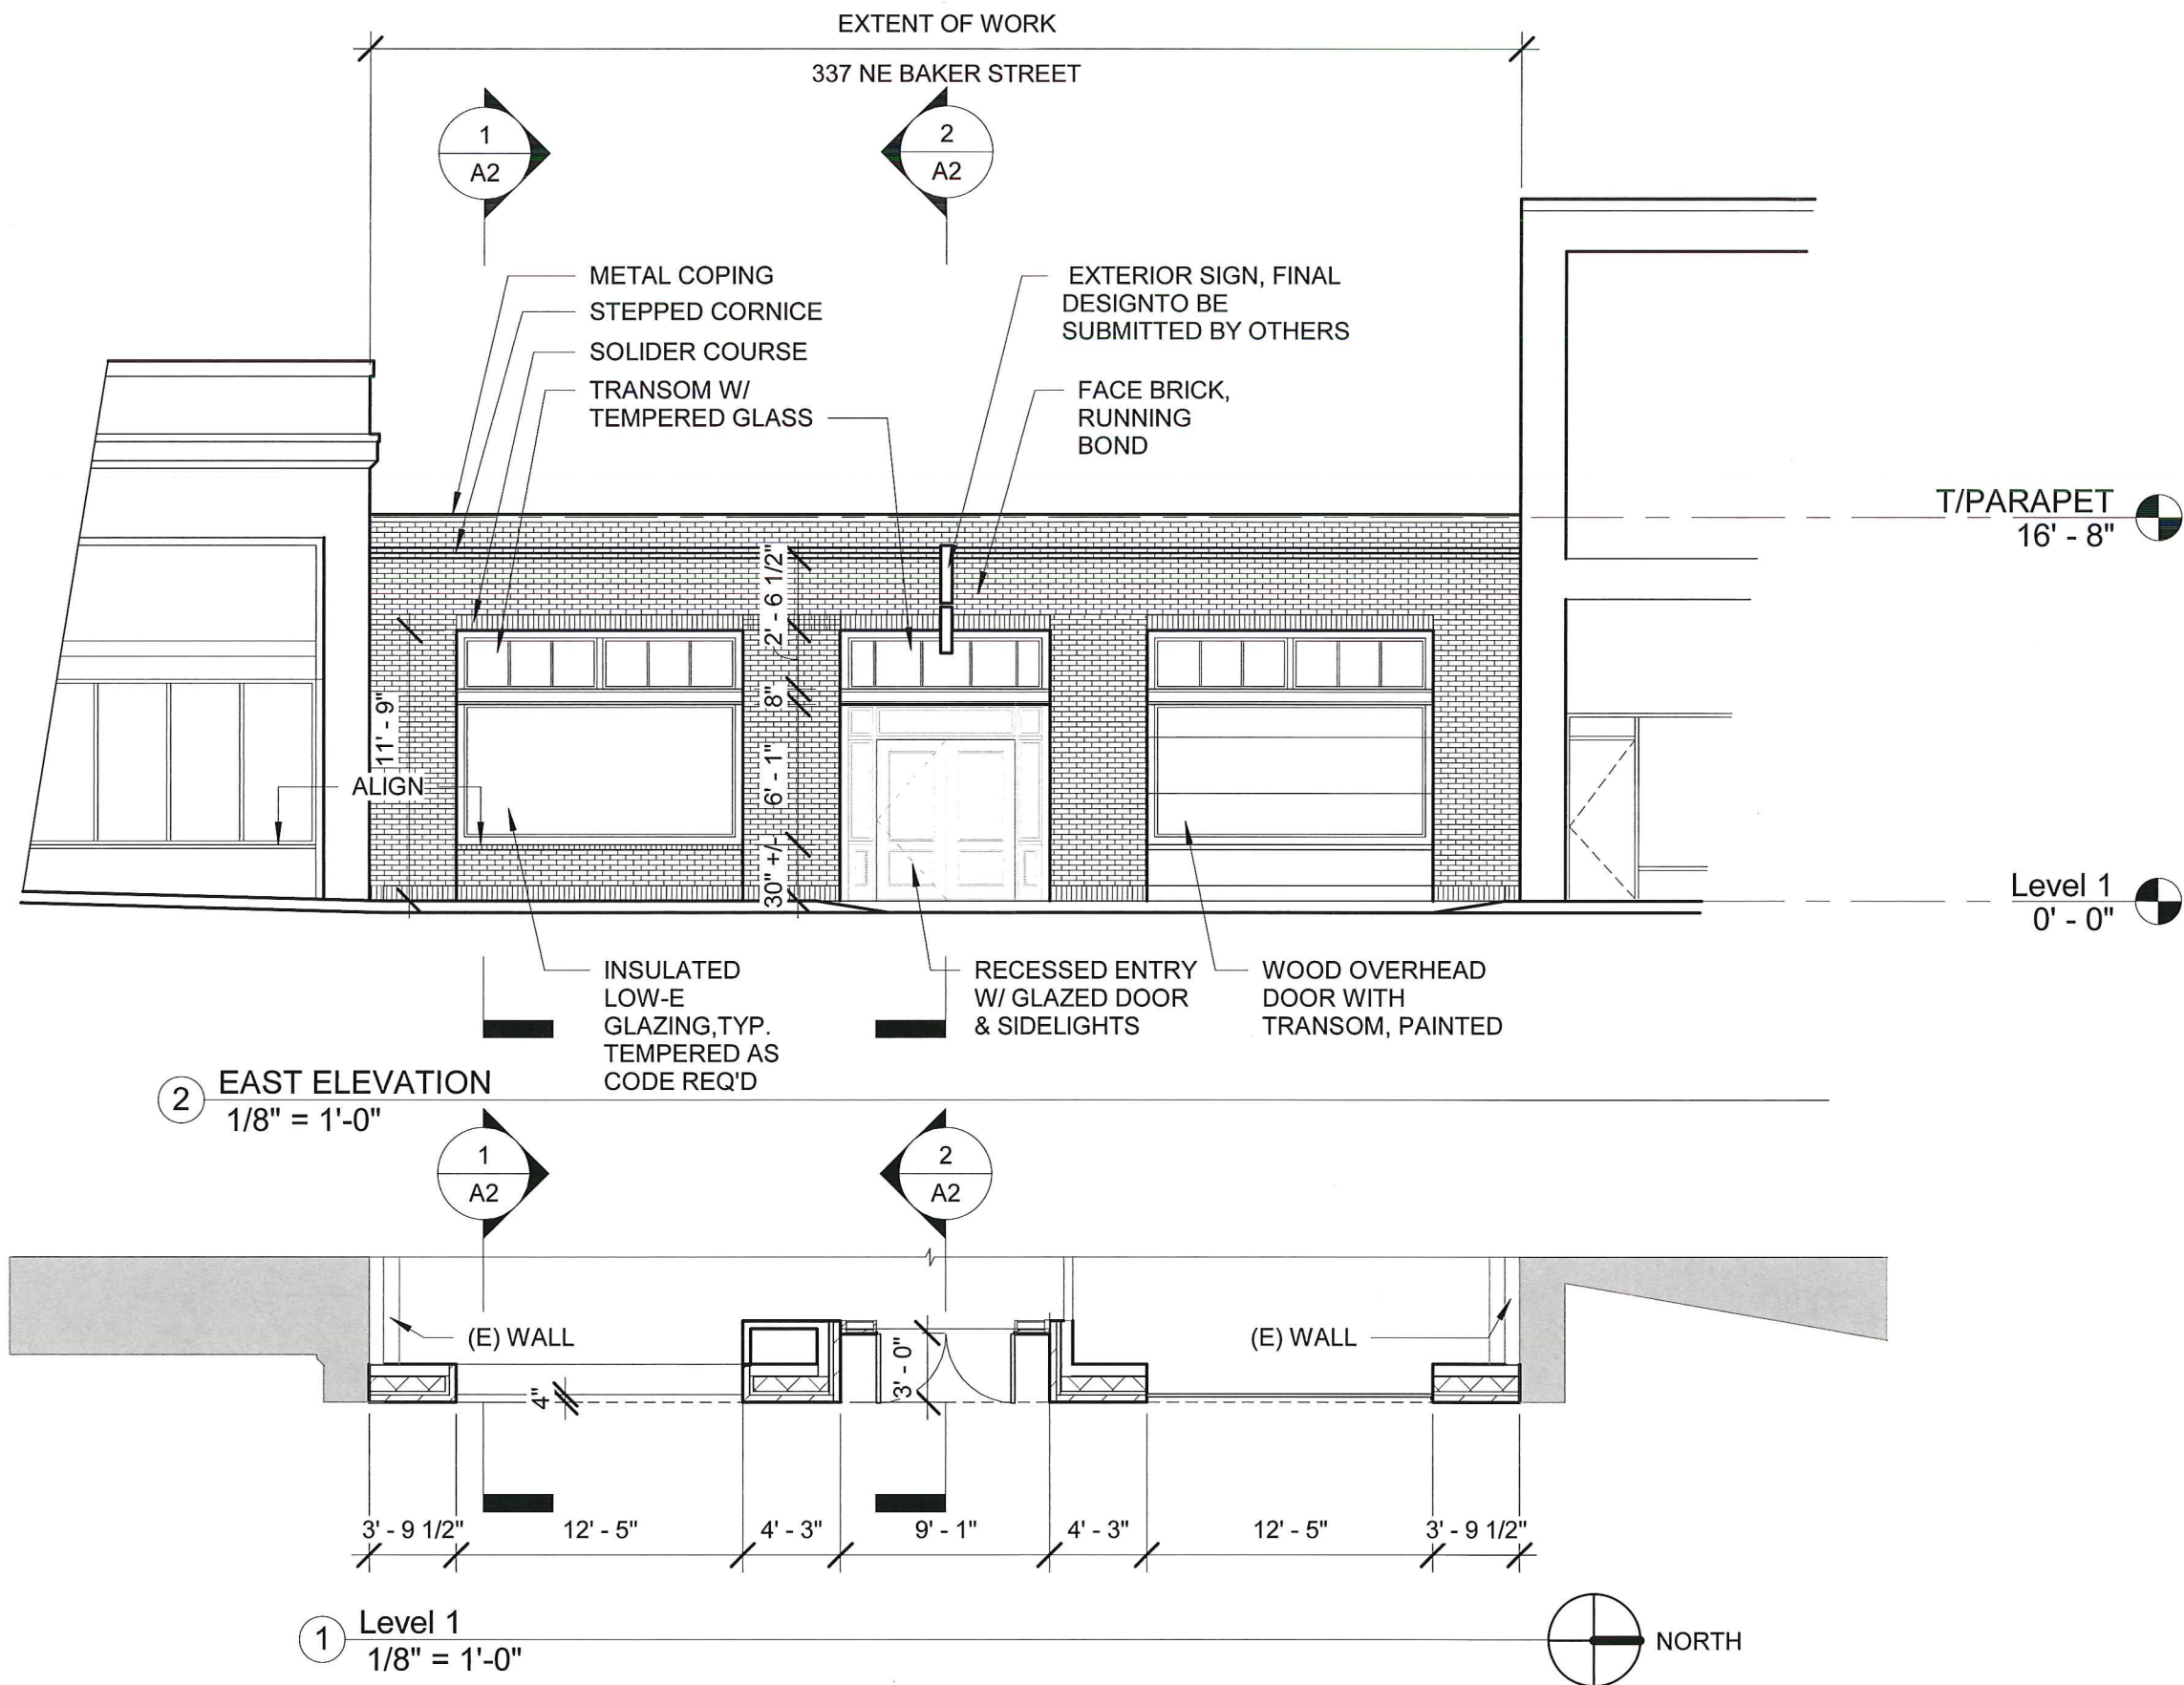 EXTENT OF WORK
337 NE BAKER STREET
1
A2
2
A2
METAL COPING
STEPPED CORNICE
SOLIDER COURSE
TRANSOM W/
TEMPERED GLASS
EXTERIOR SIGN, FINAL
DESIGNTO BE
SUBMITTED BY OTHERS
FACE BRICK,
RUNNING
BOND
T/PARAPET
16' - 8"
2' - 6 1/2"
8"
6' - 1"
30" +/-
11' - 9"
ALIGN
Level 1
0' - 0"
INSULATED
LOW-E
GLAZING,TYP.
TEMPERED AS
CODE REQ'D
RECESSED ENTRY
W/ GLAZED DOOR
& SIDELIGHTS
WOOD OVERHEAD
DOOR WITH
TRANSOM, PAINTED
2
EAST ELEVATION
1/8" = 1'-0"
1
A2
2
A2
(E) WALL
(E) WALL
4"
3' - 0"
3' - 9 1/2"
12' - 5"
4' - 3"
9' - 1"
4' - 3"
12' - 5"
3' - 9 1/2"
1
Level 1
1/8" = 1'-0"
NORTH